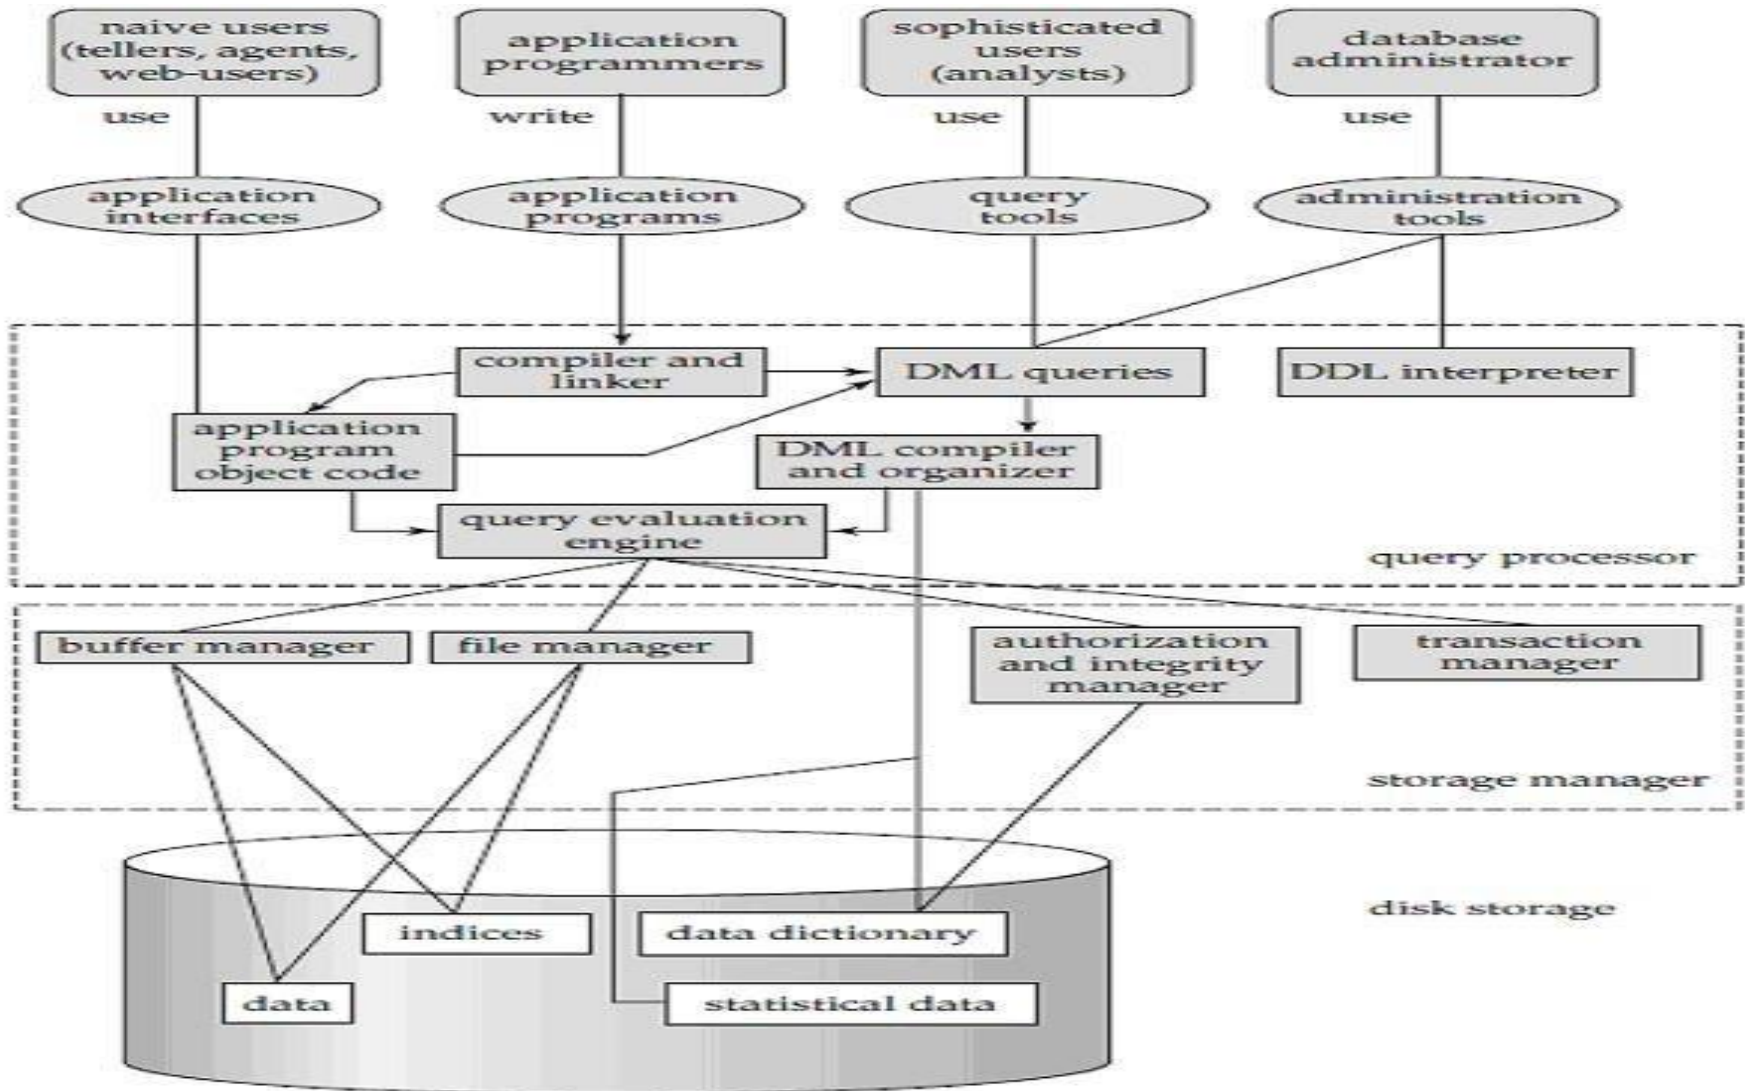 naive users
(tellers, agents,
web-users)
application
programmers
sophisticated
users
(analysts)
database
administrator
use
write
use
use
application
interfaces
application
programs
query
tools
administration
tools
compiler and
linker
DML queries
DDL interpreter
application
program
object code
DML compiler
and organizer
query evaluation
engine
query processor
buffer manager
file manager
authorization
and integrity
manager
transaction
manager
storage manager
disk storage
indices
data dictionary
data
statistical data